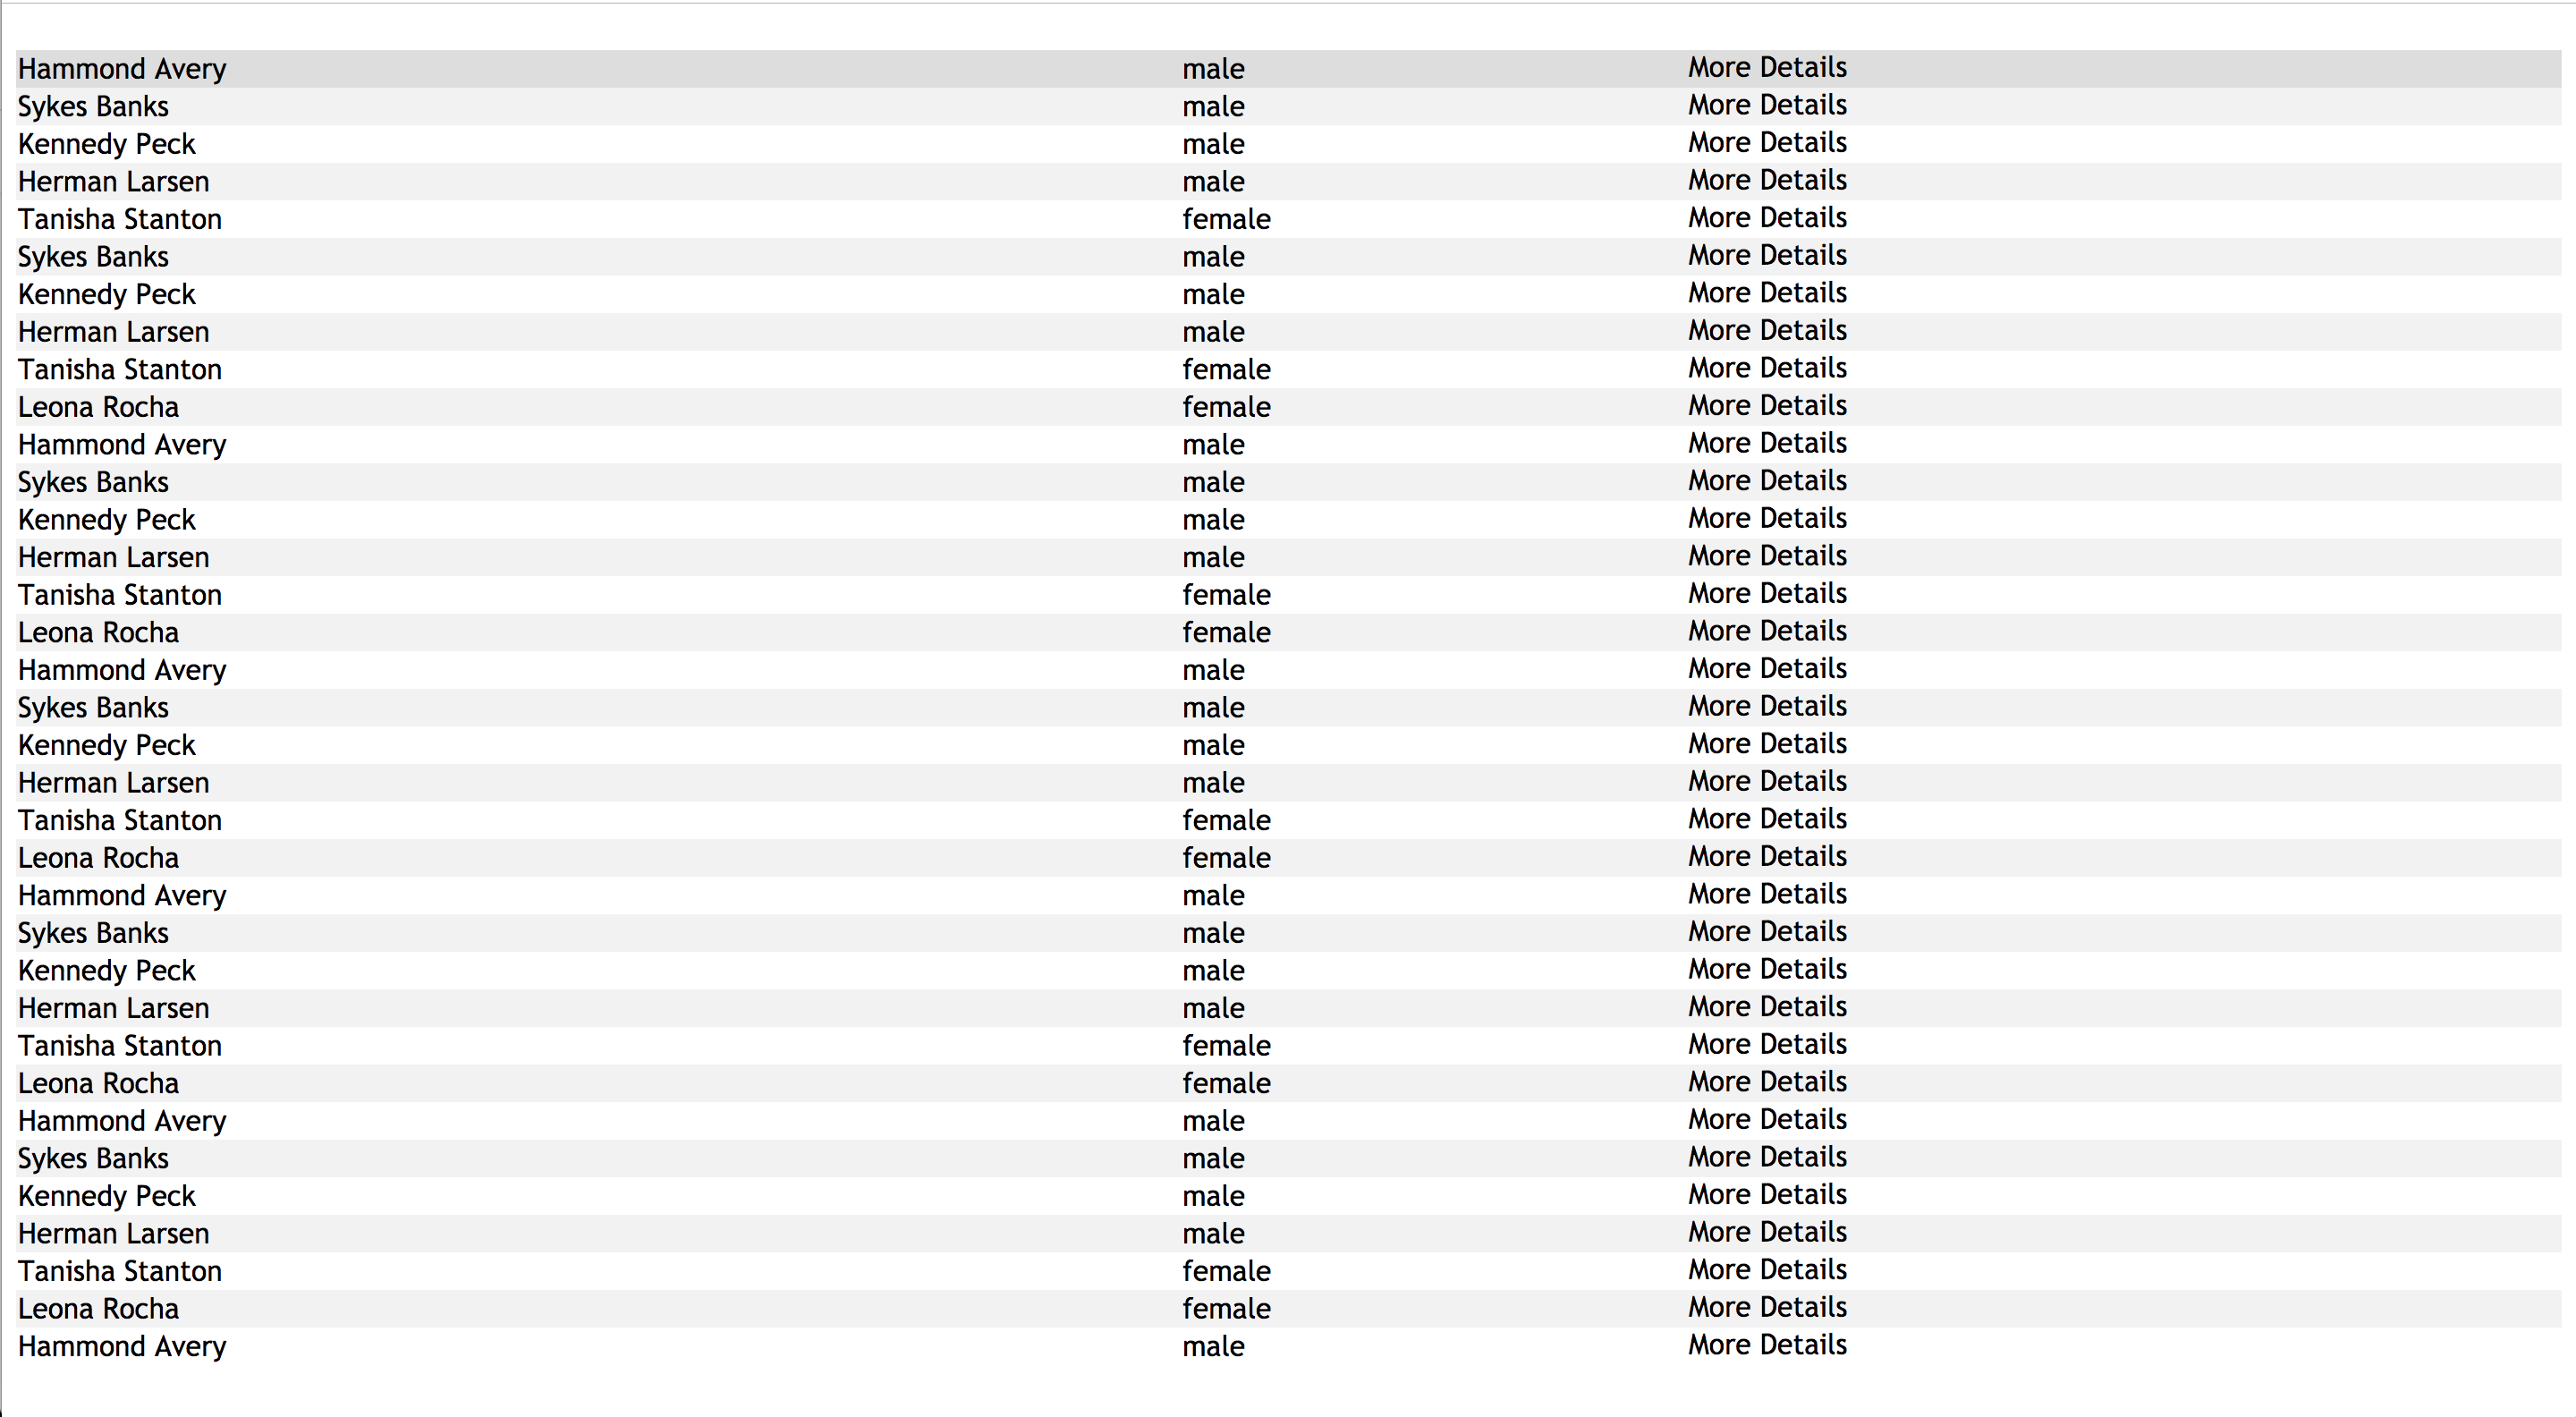 Hammond Avery male More Details
Sykes Banks male More Details
Kennedy Peck male More Details
Herman Larsen male More Details
Tanisha Stanton female More Details
Sykes Banks male More Details
Kennedy Peck male More Details
Herman Larsen male More Details
Tanisha Stanton female More Details
Leona Rocha female More Details
Hammond Avery male More Details
Sykes Banks male More Details
Kennedy Peck male More Details
Herman Larsen male More Details
Tanisha Stanton female More Details
Leona Rocha female More Details
Hammond Avery male More Details
Sykes Banks male More Details
Kennedy Peck male More Details
Herman Larsen male More Details
Tanisha Stanton female More Details
Leona Rocha female More Details
Hammond Avery male More Details
Sykes Banks male More Details
Kennedy Peck male More Details
Herman Larsen male More Details
Tanisha Stanton female More Details
Leona Rocha female More Details
Hammond Avery male More Details
Sykes Banks male More Details
Kennedy Peck male More Details
Herman Larsen male More Details
Tanisha Stanton female More Details
Leona Rocha female More Details
Hammond Avery male More Details